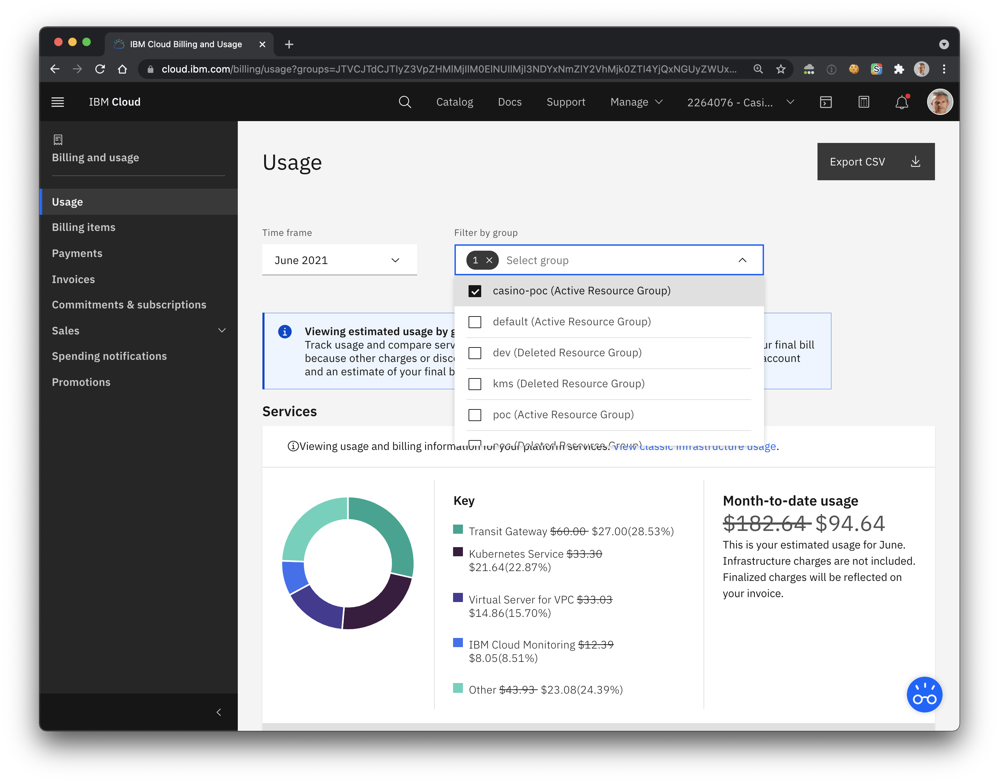 IBM Cloud Billing and Usage
cloud.ibm.com/billing/usage?groups=JTVCJTdCJTIyZ3VpZHMlMjIlM0ElNUIlMjI3NDYxNmZlY2VhMjk0ZTI4YjQxNGUyZWUx...
IBM Cloud
Catalog
Docs
Support
Manage
2264076 - Casi...
Billing and usage
Usage
Billing items
Payments
Invoices
Commitments & subscriptions
Sales
Spending notifications
Promotions
Usage
Export CSV
Time frame
June 2021
Filter by group
1 Select group
casino-poc (Active Resource Group)
default (Active Resource Group)
dev (Deleted Resource Group)
kms (Deleted Resource Group)
poc (Active Resource Group)
poc (Deleted Resource Group)
Viewing estimated usage by g
Track usage and compare serv
ur final bill
because other charges or disc
account
and an estimate of your final b
Services
Viewing usage and billing information for your platform services. View classic infrastructure usage.
Key
Transit Gateway $60.00 $27.00(28.53%)
Kubernetes Service $33.30
$21.64(22.87%)
Virtual Server for VPC $33.03
$14.86(15.70%)
IBM Cloud Monitoring $12.39
$8.05(8.51%)
Other $43.93 $23.08(24.39%)
Month-to-date usage
$182.64 $94.64
This is your estimated usage for June.
Infrastructure charges are not included.
Finalized charges will be reflected on
your invoice.